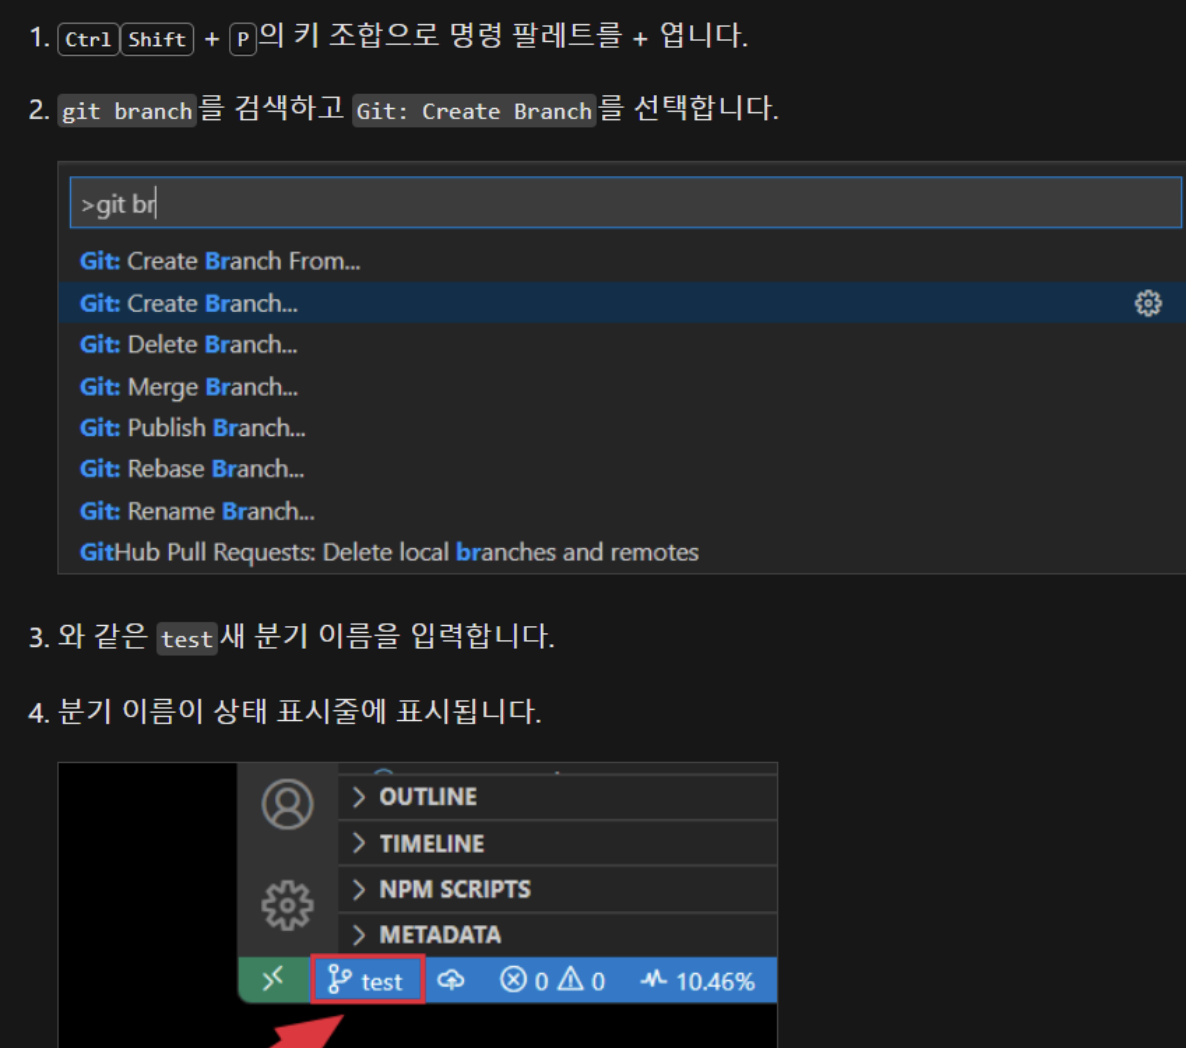 1. Ctrl Shift + P의 키 조합으로 명령 팔레트를 + 엽니다.
2. git branch를 검색하고 Git: Create Branch를 선택합니다.
>git br
Git: Create Branch From...
Git: Create Branch...
Git: Delete Branch...
Git: Merge Branch...
Git: Publish Branch...
Git: Rebase Branch...
Git: Rename Branch...
GitHub Pull Requests: Delete local branches and remotes
3. 와 같은 test새 분기 이름을 입력합니다.
4. 분기 이름이 상태 표시줄에 표시됩니다.
OUTLINE
TIMELINE
NPM SCRIPTS
METADATA
test 0 0 10.46%